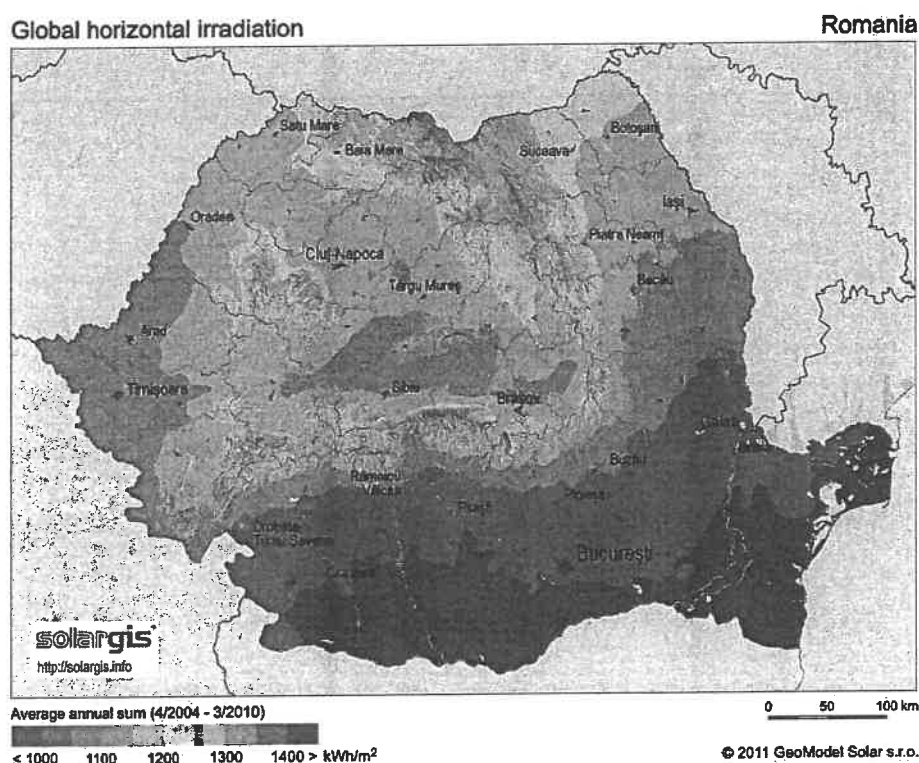 Global horizontal irradiation
Romania
Satu Mare
Botoşani
Baia Mare
Suceava
Iaşi
Oradea
Piatra Neamţ
Cluj-Napoca
Bacău
Târgu Mureş
Arad
Timişoara
Sibiu
Braşov
Galaţi
Buzău
Râmnicu
Vâlcea
Ploieşti
Piteşti
Drobeta-
Turnu Severin
Bucureşti
Craiova
solargis
http://solargis.info
Average annual sum (4/2004 - 3/2010)
0 50 100 km
< 1000 1100 1200 1300 1400 > kWh/m²
© 2011 GeoModel Solar s.r.o.